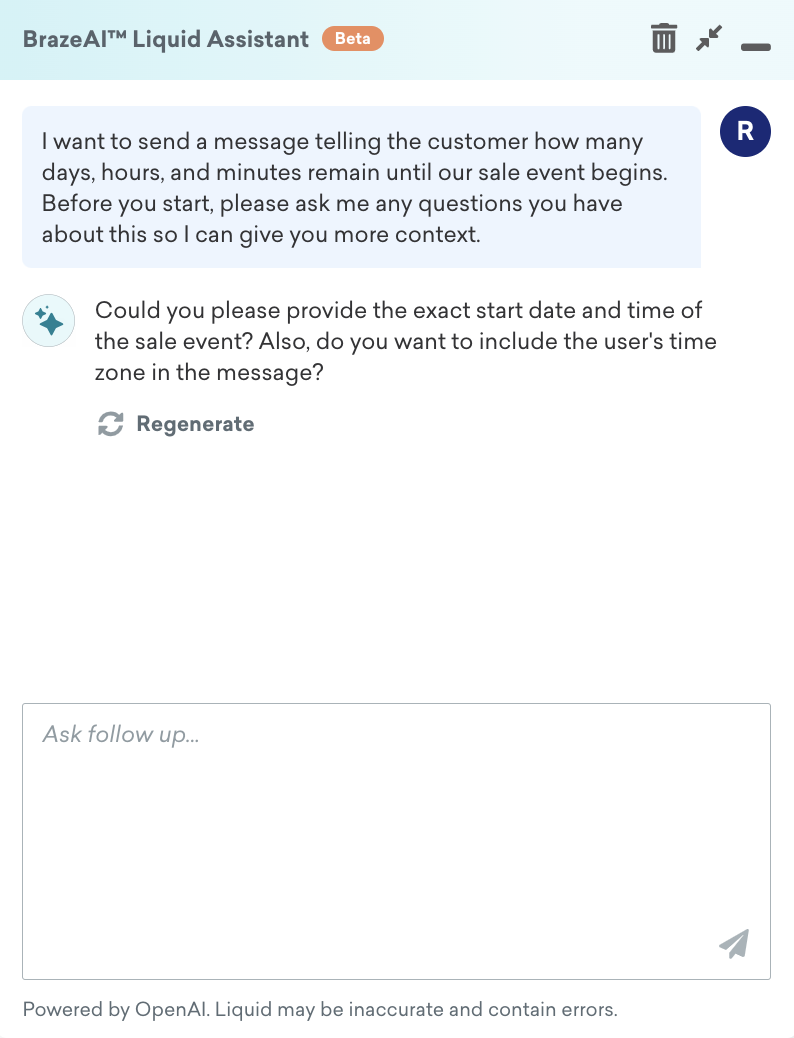 BrazeAI™ Liquid Assistant Beta
I want to send a message telling the customer how many
days, hours, and minutes remain until our sale event begins.
Before you start, please ask me any questions you have
about this so I can give you more context.
R
Could you please provide the exact start date and time of
the sale event? Also, do you want to include the user's time
zone in the message?
Regenerate
Ask follow up...
Powered by OpenAI. Liquid may be inaccurate and contain errors.